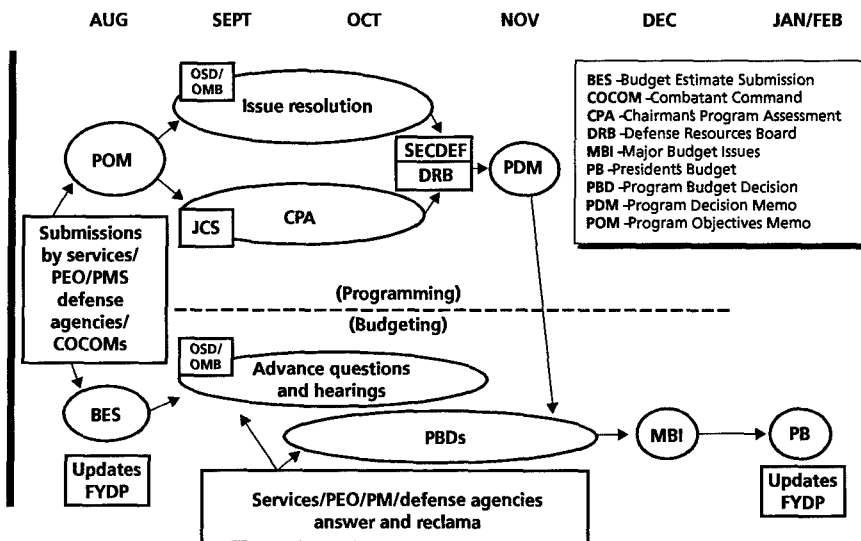 AUG SEPT OCT NOV DEC JAN/FEB
OSD/
OMB
Issue resolution
POM
SECDEF
DRB
PDM
JCS
CPA
BES -Budget Estimate Submission
COCOM -Combatant Command
CPA -Chairman's Program Assessment
DRB -Defense Resources Board
MBI -Major Budget Issues
PB -President's Budget
PBD -Program Budget Decision
PDM -Program Decision Memo
POM -Program Objectives Memo
Submissions
by services/
PEO/PMS
defense
agencies/
COCOMs
(Programming)
(Budgeting)
OSD/
OMB
Advance questions
and hearings
BES
PBDs
MBI
PB
Updates
FYDP
Services/PEO/PM/defense agencies
answer and reclama
Updates
FYDP